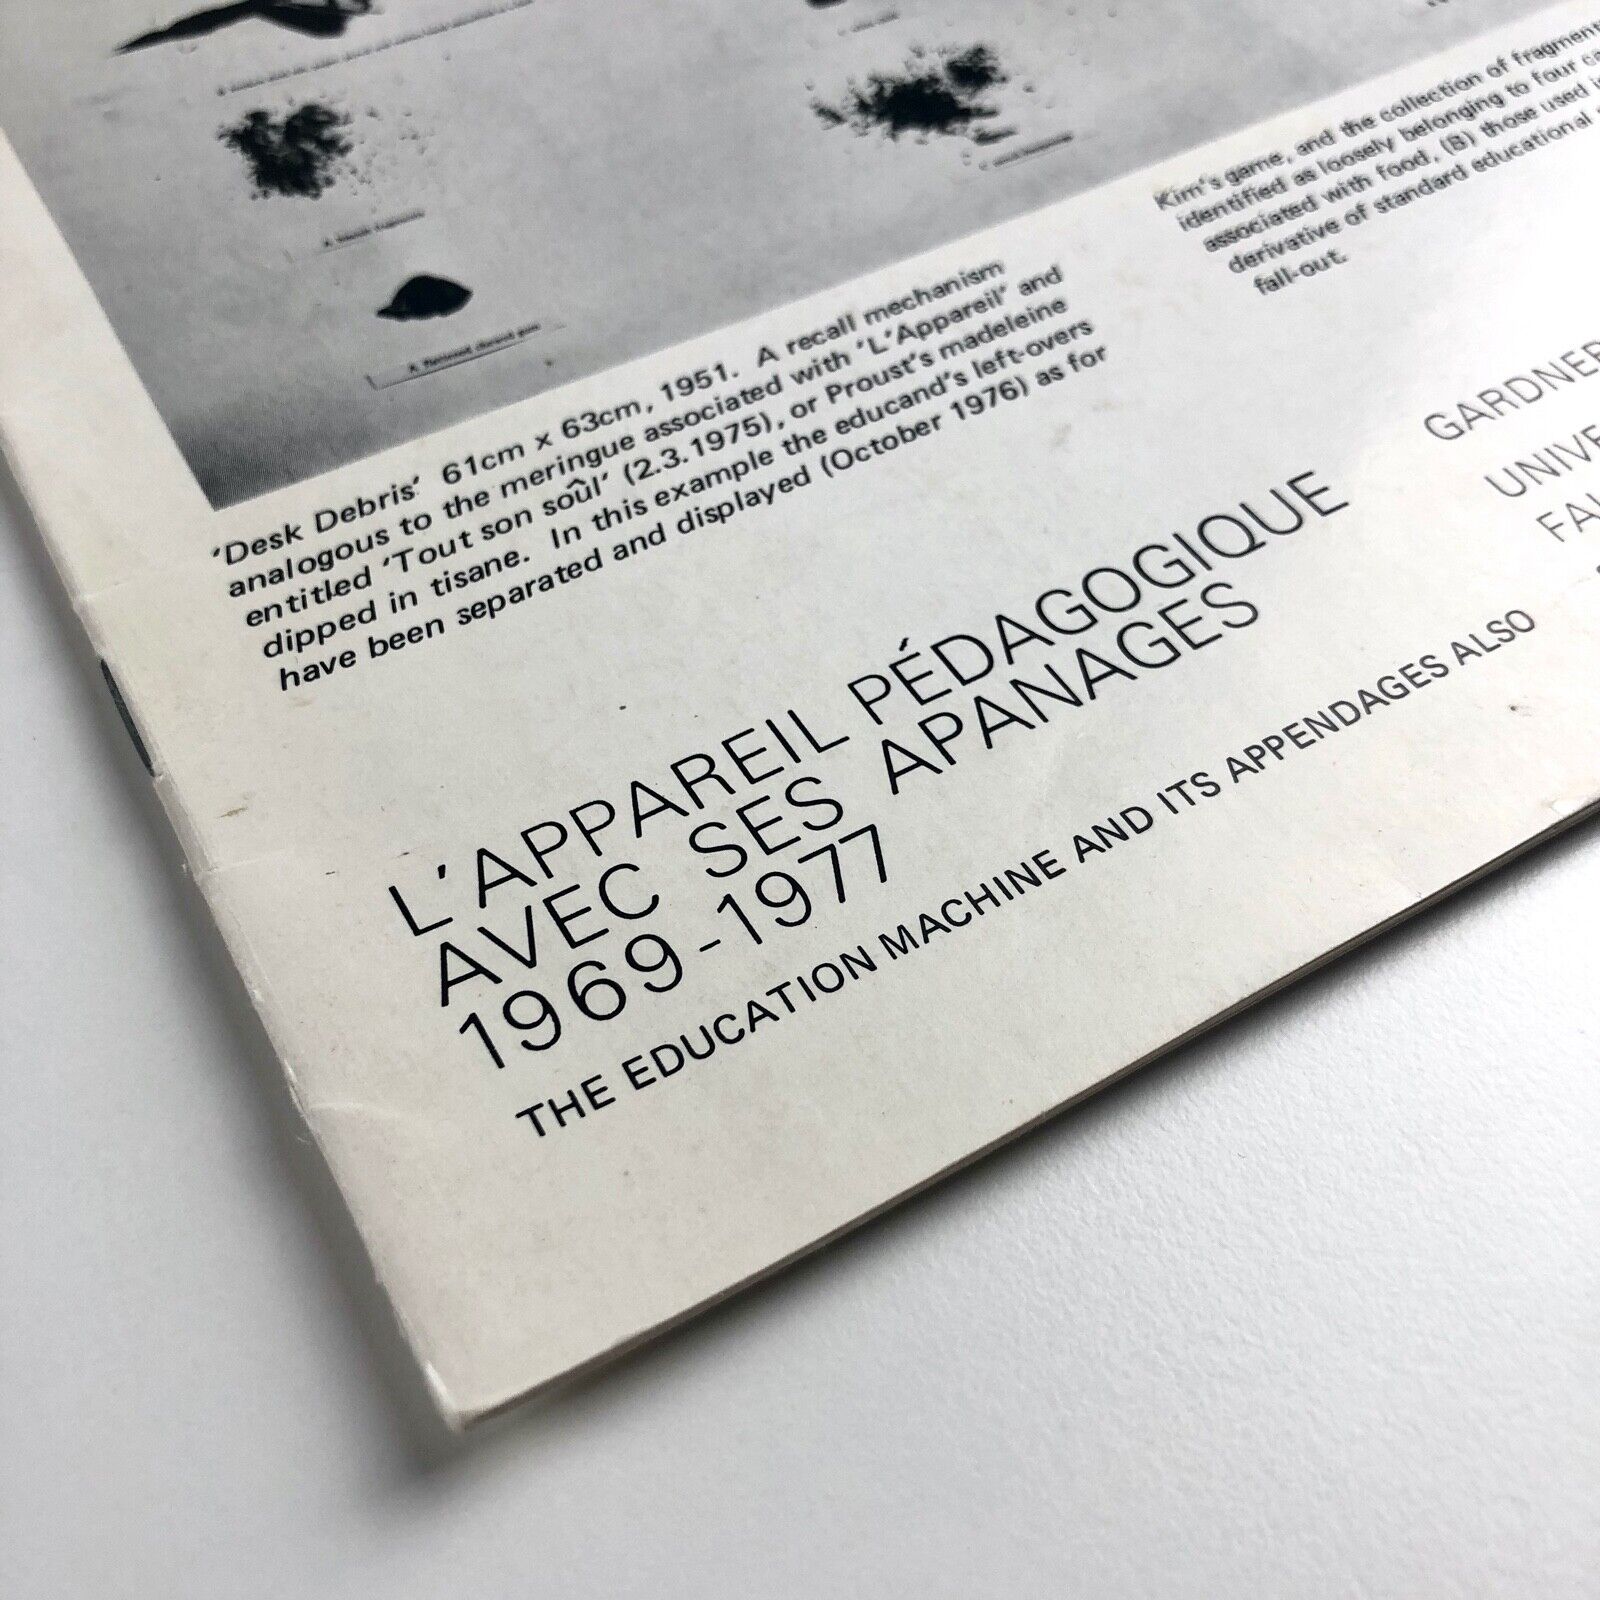 'Desk Debris' 61cm x 63cm, 1951. A recall mechanism
analogous to the meringue associated with 'L'Appareil' and
entitled 'Tout son soûl' (2.3.1975), or Proust's madeleine
dipped in tisane. In this example the educand's left-overs
have been separated and displayed (October 1976) as for
Kim's game, and the collection of fragment
identified as loosely belonging to four
associated with food, (B) those used
derivative of standard educational
fall-out.
L'APPAREIL PÉDAGOGIQUE
AVEC SES APANAGES
1969-1977
THE EDUCATION MACHINE AND ITS APPENDAGES ALSO
GARDNER
UNIVE
FAL